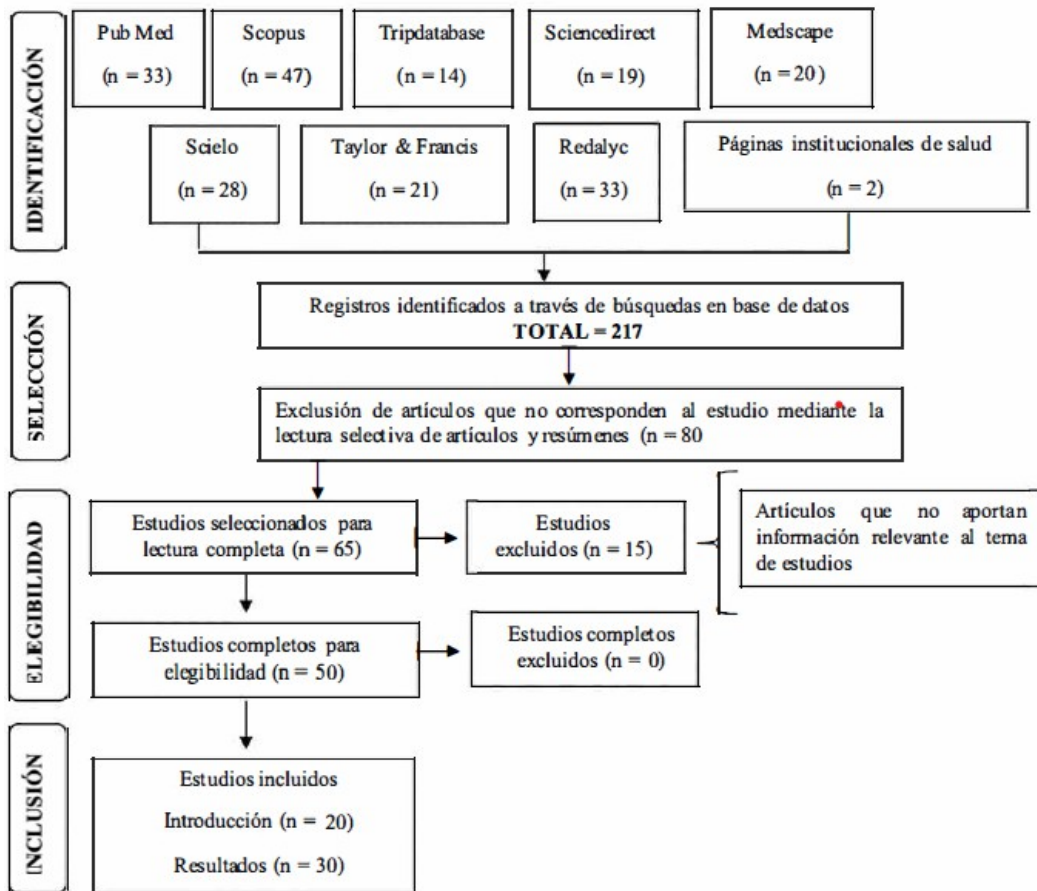 IDENTIFICACIÓN
Pub Med
(n = 33)
Scopus
(n = 47)
Tripdatabase
(n = 14)
Sciencedirect
(n = 19)
Medscape
(n = 20)
Scielo
(n = 28)
Taylor & Francis
(n = 21)
Redalyc
(n = 33)
Páginas institucionales de salud
(n = 2)
SELECCIÓN
Registros identificados a través de búsquedas en base de datos
TOTAL = 217
Exclusión de artículos que no corresponden al estudio mediante la
lectura selectiva de artículos y resúmenes (n = 80
ELEGIBILIDAD
Estudios seleccionados para
lectura completa (n = 65)
Estudios
excluidos (n = 15)
Artículos que no aportan
información relevante al tema
de estudios
Estudios completos para
elegibilidad (n = 50)
Estudios completos
excluidos (n = 0)
INCLUSIÓN
Estudios incluidos
Introducción (n = 20)
Resultados (n = 30)